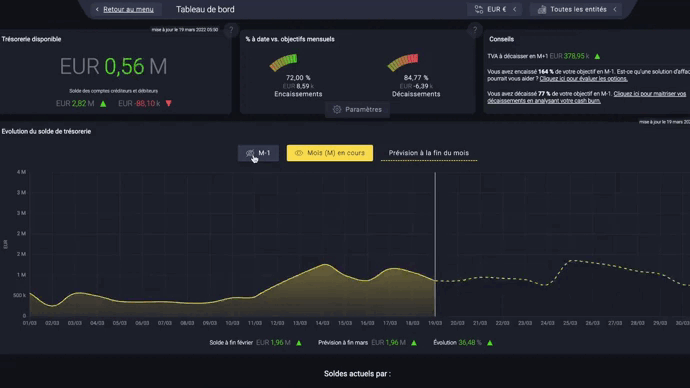 Retour au menu
Tableau de bord
EUR €
Toutes les entités
mise à jour le 19 mars 2022 05:50
?
?
Trésorerie disponible
EUR 0,56 M
Solde des comptes créditeurs et débiteurs
EUR 2,82 M
EUR -88,10 k
% à date vs. objectifs mensuels
72,00 %
EUR 8,59 k
Encaissements
84,77 %
EUR -6,39 k
Décaissements
Paramètres
Conseils
TVA à décaisser en M+1 EUR 378,95 k
Vous avez encaissé 164 % de votre objectif en M-1. Est-ce qu'une solution
pourrait vous aider ? Cliquez ici pour évaluer les options.
Vous avez décaissé 77 % de votre objectif en M-1. Cliquez ici pour maitriser vos
décaissements en analysant votre cash burn.
mise à jour le 19 mars
Evolution du solde de trésorerie
M-1
Mois (M) en cours
Prévision à la fin du mois
4 M
3 M
3 M
2 M
2 M
1 M
500 k
0
EUR
01/03 02/03 03/03 04/03 05/03 06/03 07/03 08/03 09/03 10/03 11/03 12/03 13/03 14/03 15/03 16/03 17/03 18/03 19/03 20/03 21/03 22/03 23/03 24/03 25/03 26/03 27/03 28/03 29/03 30/03
Solde à fin février EUR 1,96 M
Prévision à fin mars EUR 1,96 M
Évolution 36,48 %
Soldes actuels par :